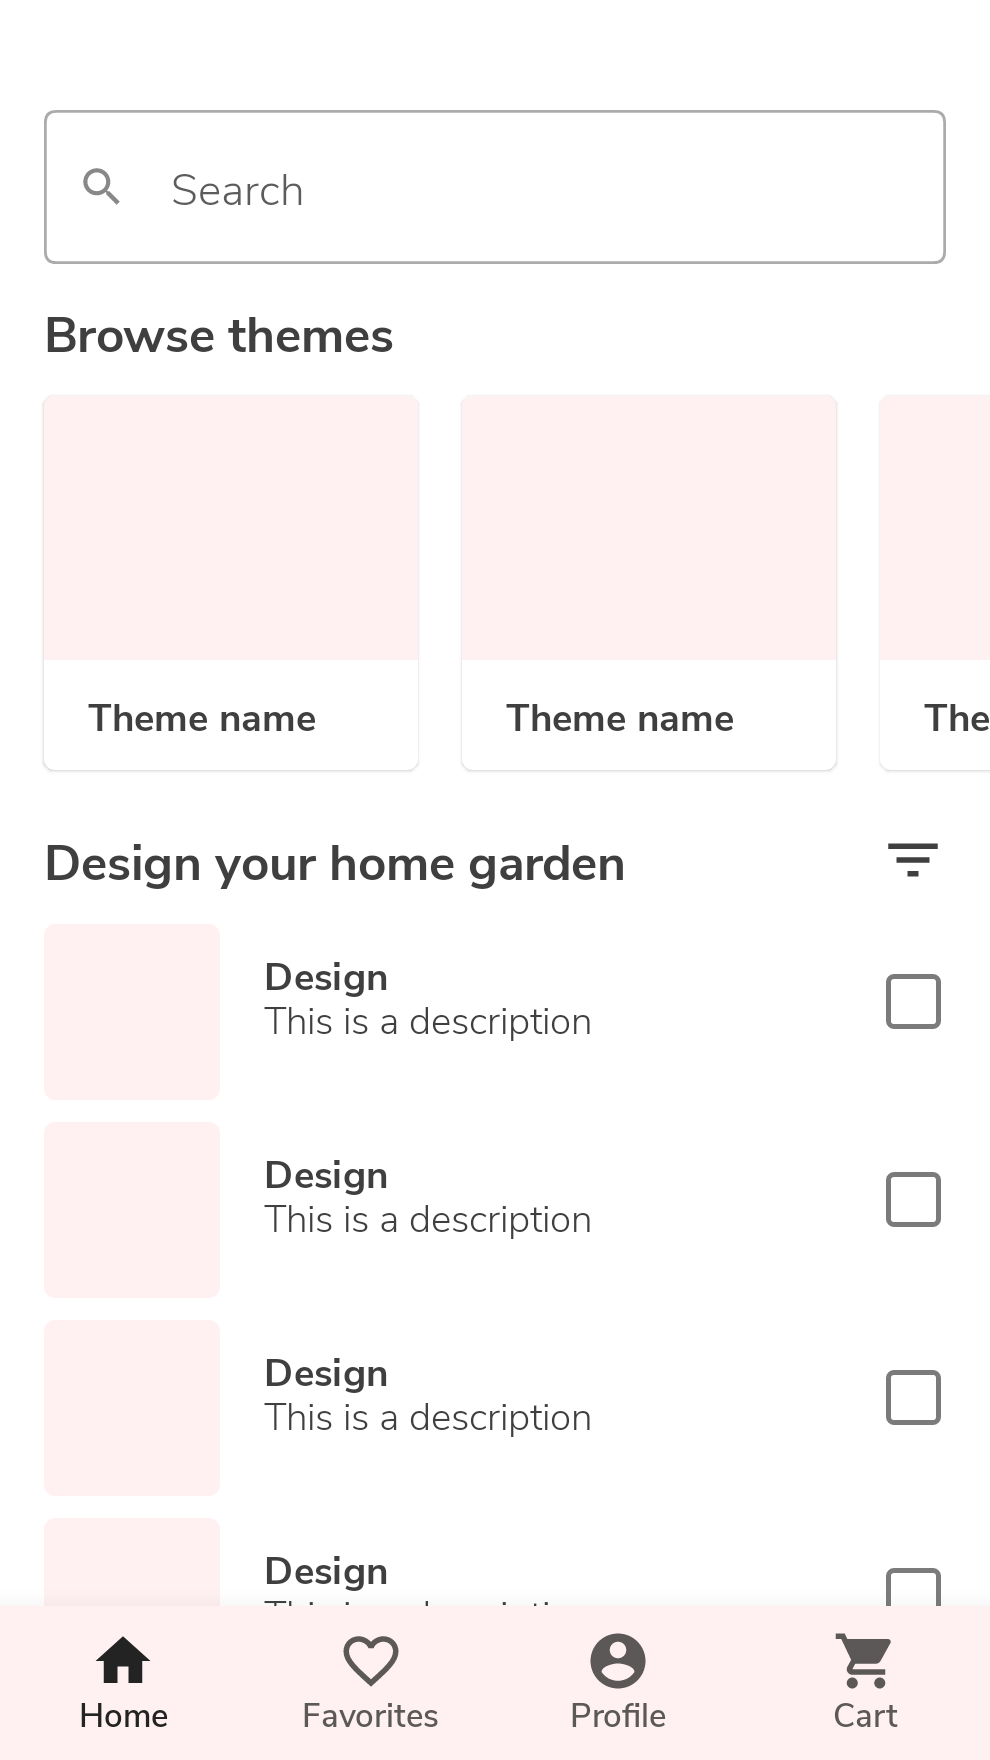 Search
Browse themes
Theme name
Theme name
The
Design your home garden
Design
This is a description
Design
This is a description
Design
This is a description
Design
Home
Favorites
Profile
Cart